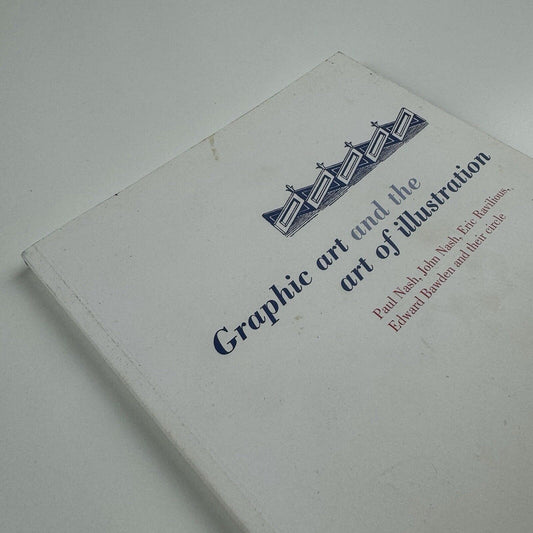 Graphic art and the
art of illustration
Paul Nash, John Nash, Eric Ravilious,
Edward Bawden and their circle